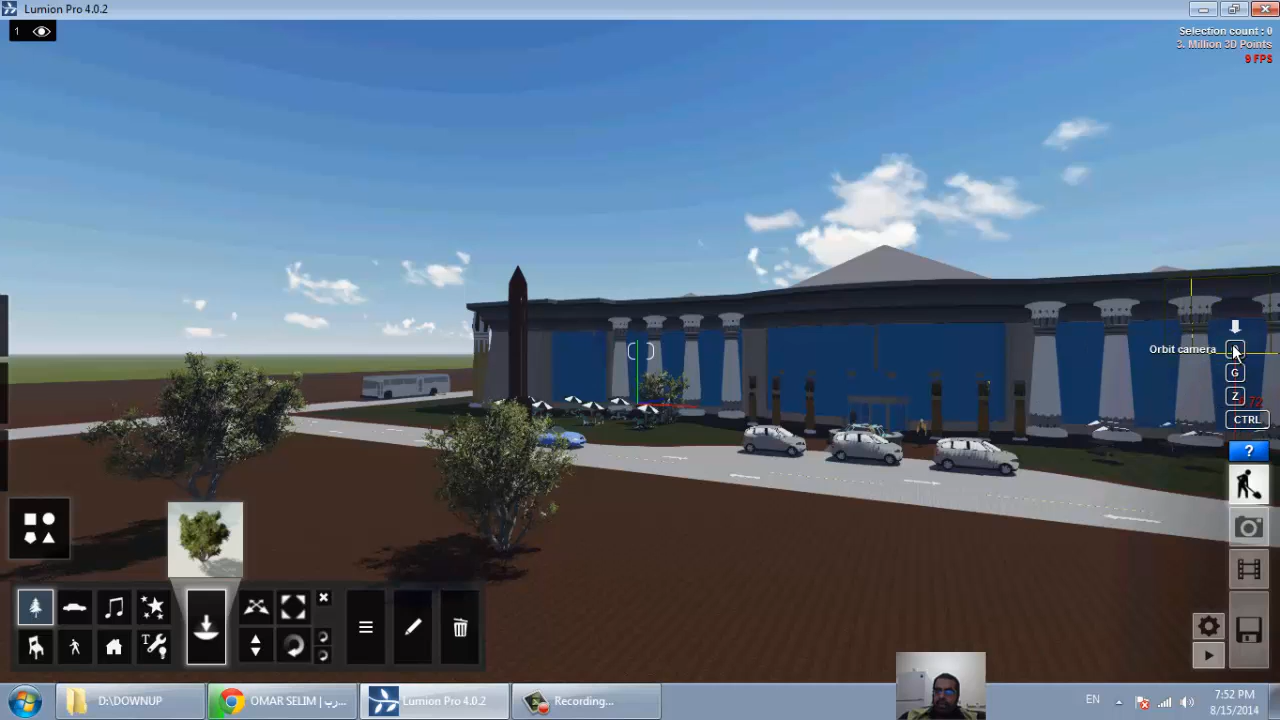 Lumion Pro 4.0.2
1
Selection count : 0
3. Million 3D Points
9 FPS
Orbit camera
G
Z
CTRL
?
D:\DOWNUP
OMAR SELIM | رب...
Lumion Pro 4.0.2
Recording...
EN
7:52 PM
8/15/2014